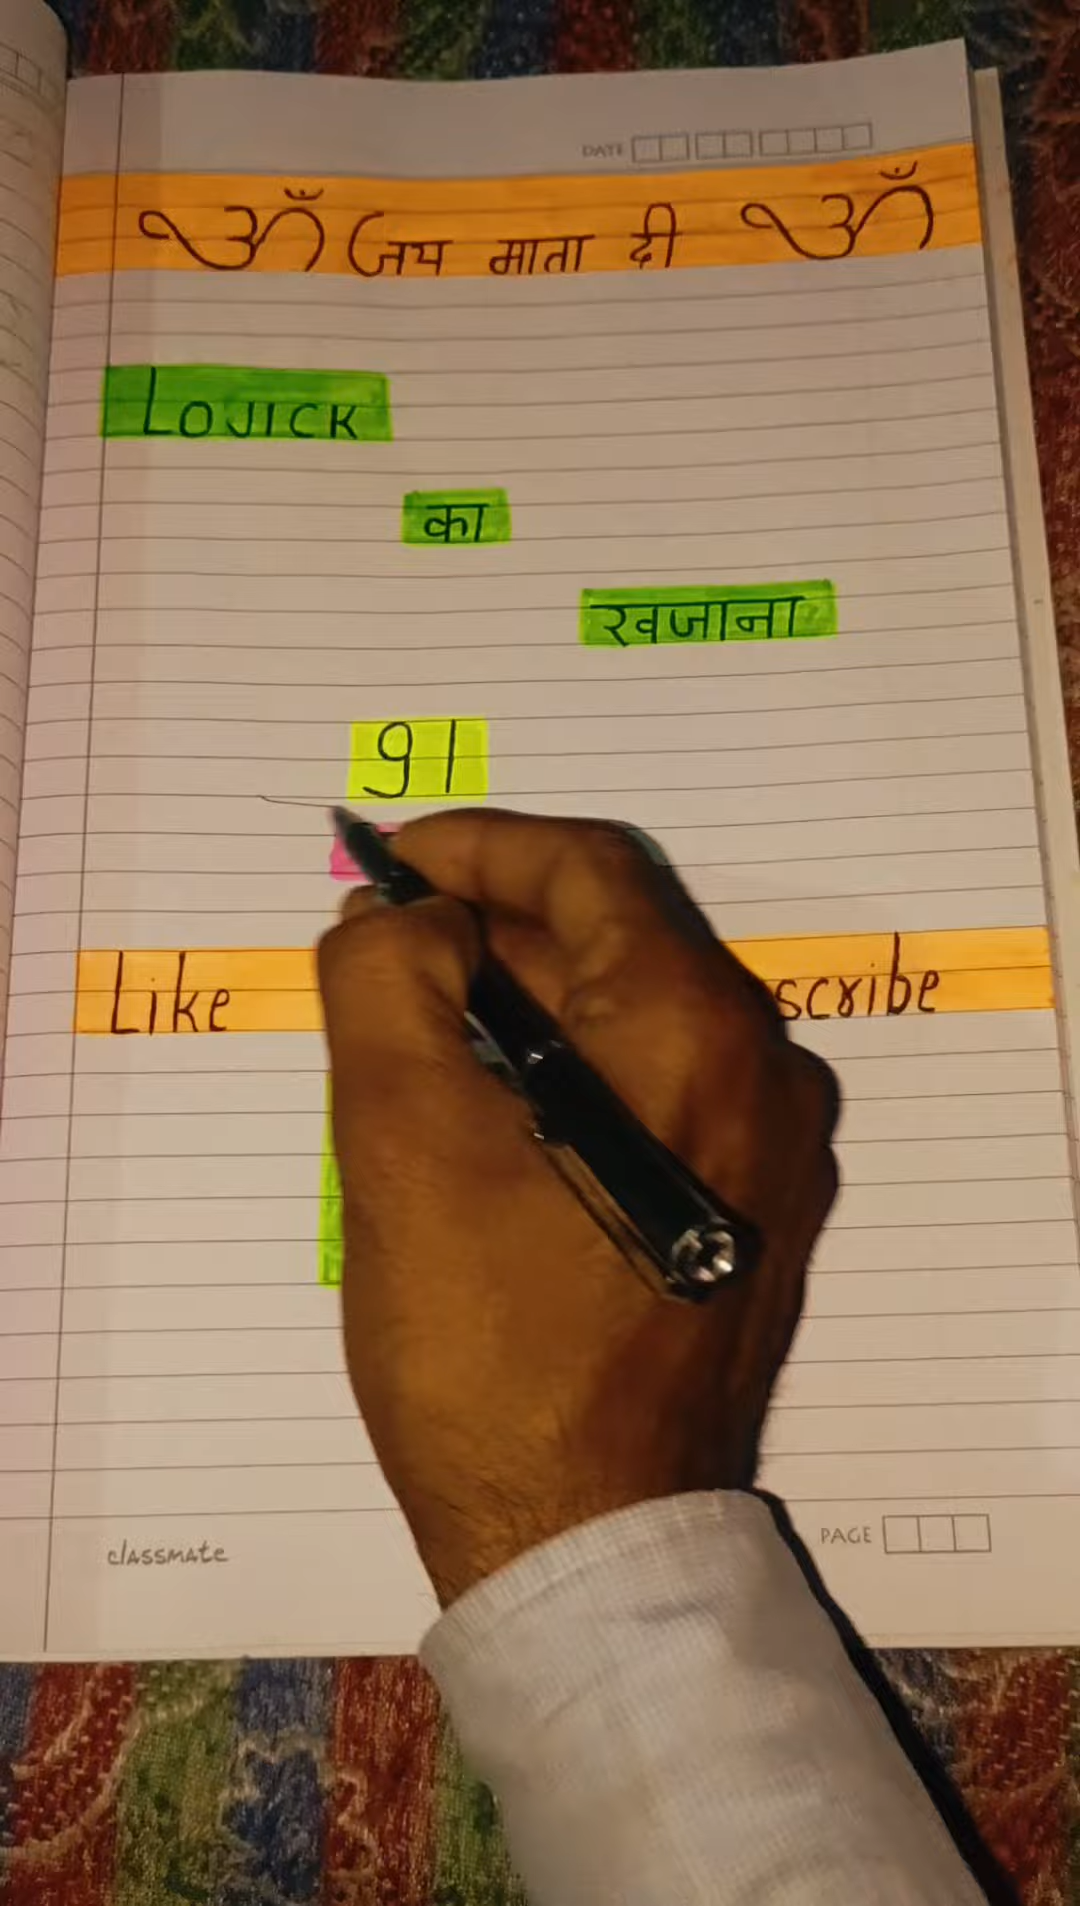 DATE
ॐ जय माता दी ॐ
LOJICK
का
खजाना
91
Like scribe
classmate
PAGE